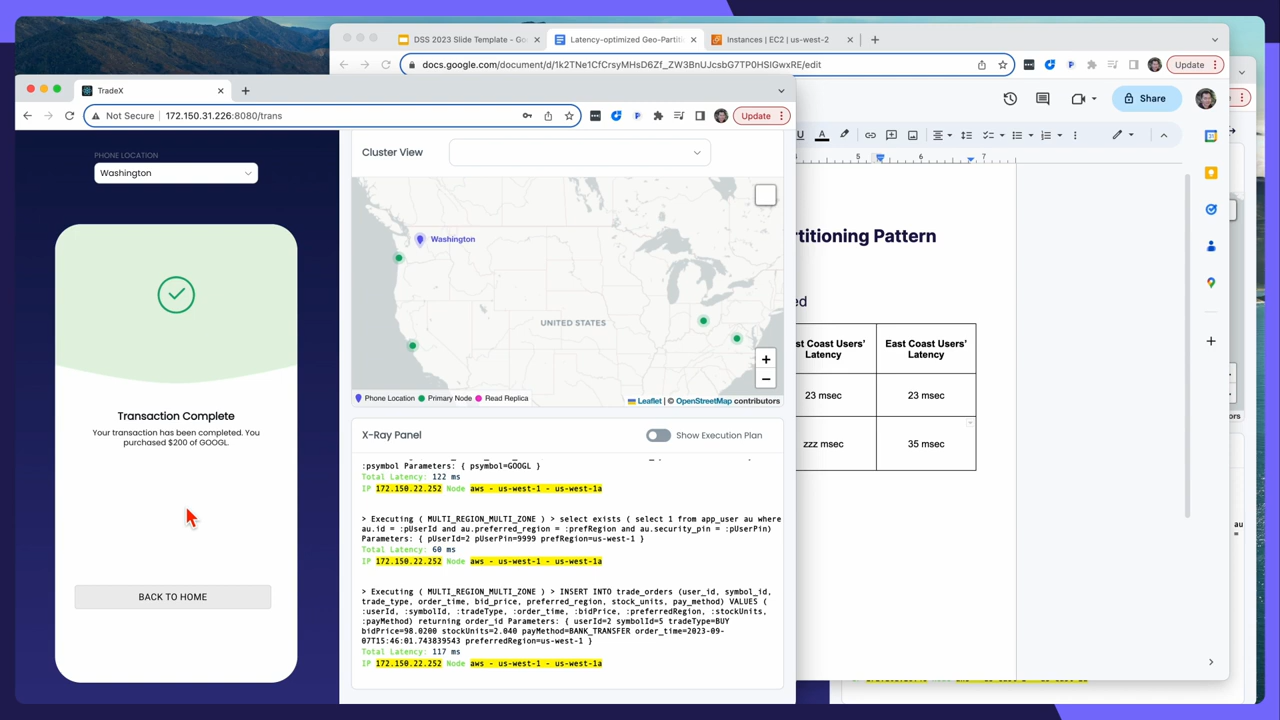 DSS 2023 Slide Template - Go
Latency-optimized Geo-Partiti
Instances | EC2 | us-west-2
docs.google.com/document/d/1k2TNe1CfCrsyMHsD6Zf_ZW3BnUJcsbG7TP0HSIGwxRE/edit
Update
TradeX
Not Secure
172.150.31.226:8080/trans
Update
Share
PHONE LOCATION
Washington
Cluster View
5 6 7
Washington
UNITED STATES
+
−
Phone Location Primary Node Read Replica
Leaflet | © OpenStreetMap contributors
Transaction Complete
Your transaction has been completed. You
purchased $200 of GOOGL.
BACK TO HOME
X-Ray Panel
Show Execution Plan
:psymbol Parameters: { psymbol=GOOGL }
Total Latency: 122 ms
IP 172.150.22.252 Node aws - us-west-1 - us-west-1a
> Executing ( MULTI_REGION_MULTI_ZONE ) > select exists ( select 1 from app_user au where
au.id = :pUserId and au.preferred_region = :prefRegion and au.security_pin = :pUserPin)
Parameters: { pUserId=2 pUserPin=9999 prefRegion=us-west-1 }
Total Latency: 60 ms
IP 172.150.22.252 Node aws - us-west-1 - us-west-1a
> Executing ( MULTI_REGION_MULTI_ZONE ) > INSERT INTO trade_orders (user_id, symbol_id,
trade_type, order_time, bid_price, preferred_region, stock_units, pay_method) VALUES (
:userId, :symbolId, :tradeType, :order_time, :bidPrice, :preferredRegion, :stockUnits,
:payMethod) returning order_id Parameters: { userId=2 symbolId=5 tradeType=BUY
bidPrice=98.0200 stockUnits=2.040 payMethod=BANK_TRANSFER order_time=2023-09-
07T15:46:01.743839543 preferredRegion=us-west-1 }
Total Latency: 117 ms
IP 172.150.22.252 Node aws - us-west-1 - us-west-1a
titioning Pattern
ed
st Coast Users'
Latency
East Coast Users'
Latency
23 msec
23 msec
zzz msec
35 msec
ors
au
=